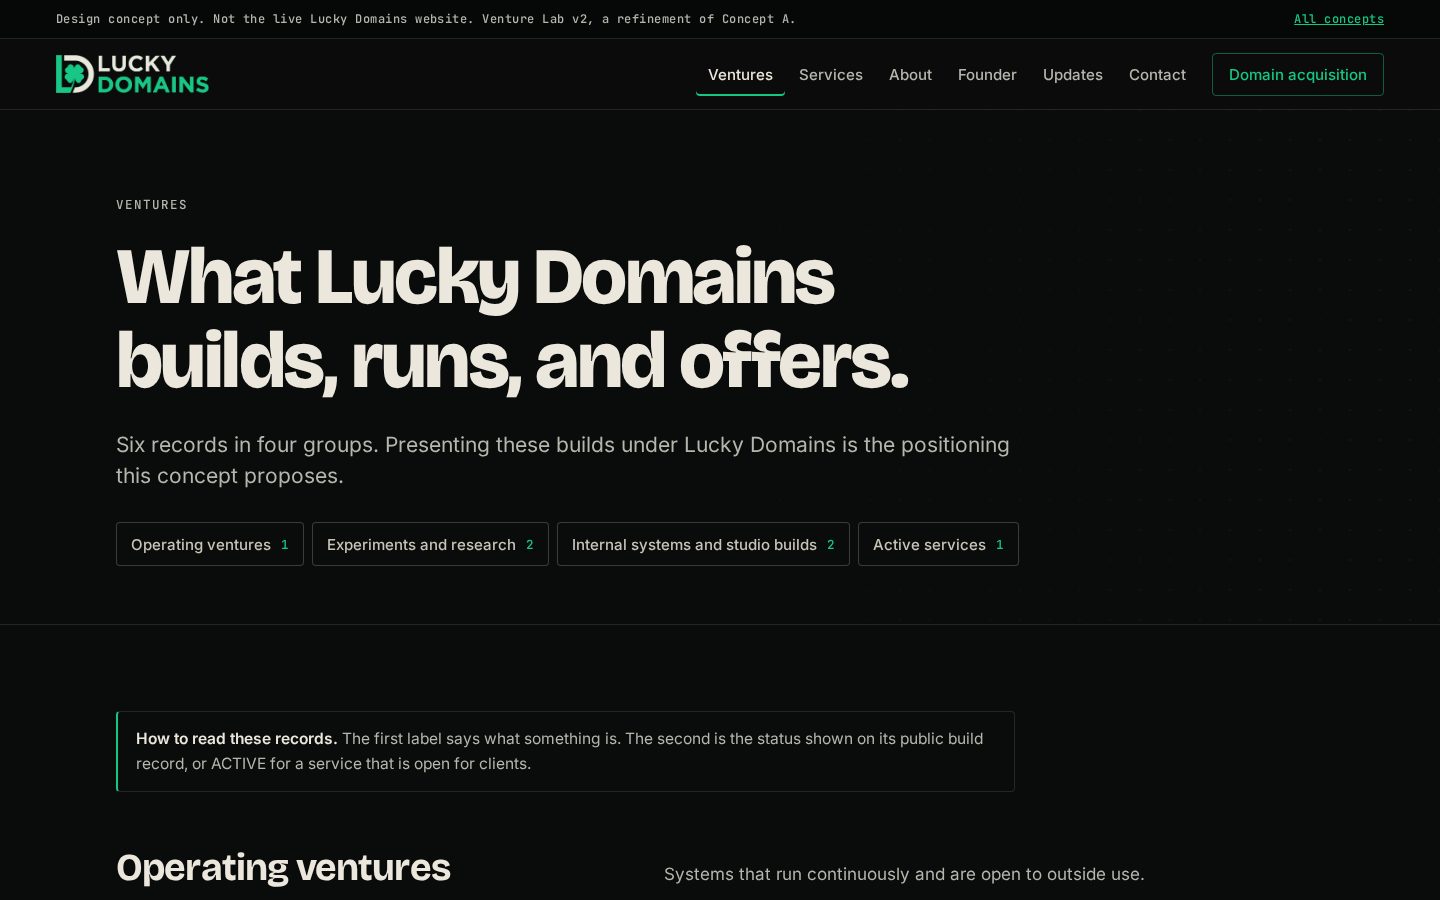 Design concept only. Not the live Lucky Domains website. Venture Lab v2, a refinement of Concept A.
All concepts
LUCKY
DOMAINS
Ventures
Services
About
Founder
Updates
Contact
Domain acquisition
VENTURES
What Lucky Domains
builds, runs, and offers.
Six records in four groups. Presenting these builds under Lucky Domains is the positioning
this concept proposes.
Operating ventures 1
Experiments and research 2
Internal systems and studio builds 2
Active services 1
How to read these records. The first label says what something is. The second is the status shown on its public build
record, or ACTIVE for a service that is open for clients.
Operating ventures
Systems that run continuously and are open to outside use.